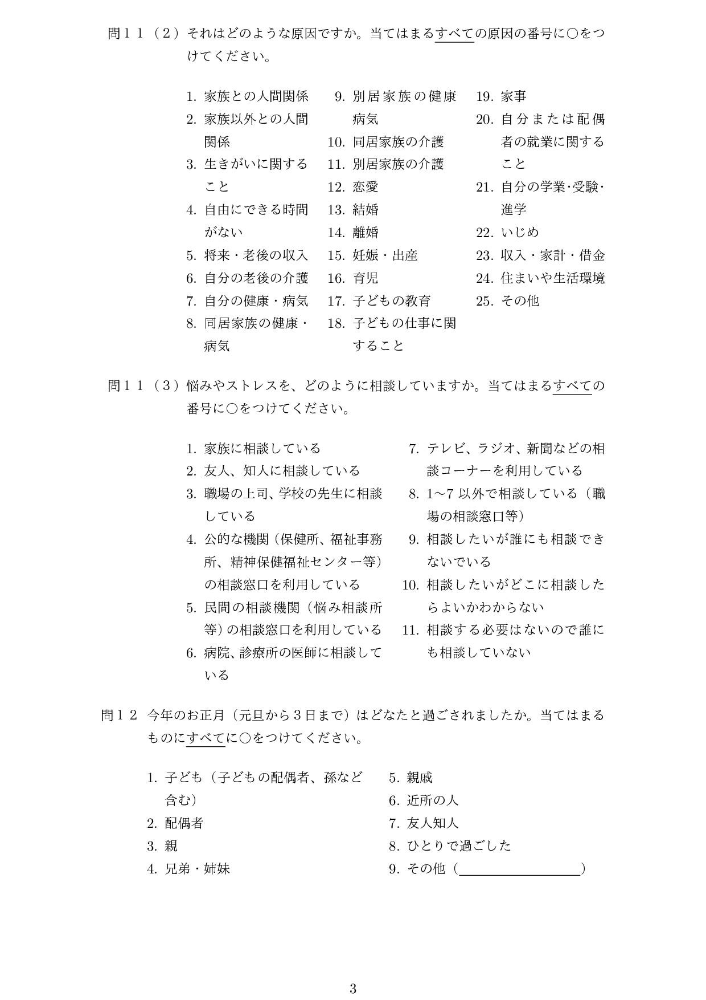 問１１（２）それはどのような原因ですか。当てはまるすべての原因の番号に○をつ
けてください。
1. 家族との人間関係
2. 家族以外との人間
関係
3. 生きがいに関する
こと
4. 自由にできる時間
がない
5. 将来・老後の収入
6. 自分の老後の介護
7. 自分の健康・病気
8. 同居家族の健康・
病気
9. 別居家族の健康
病気
10. 同居家族の介護
11. 別居家族の介護
12. 恋愛
13. 結婚
14. 離婚
15. 妊娠・出産
16. 育児
17. 子どもの教育
18. 子どもの仕事に関
すること
19. 家事
20. 自分または配偶
者の就業に関する
こと
21. 自分の学業・受験・
進学
22. いじめ
23. 収入・家計・借金
24. 住まいや生活環境
25. その他
問１１（３）悩みやストレスを、どのように相談していますか。当てはまるすべての
番号に○をつけてください。
1. 家族に相談している
2. 友人、知人に相談している
3. 職場の上司、学校の先生に相談
している
4. 公的な機関（保健所、福祉事務
所、精神保健福祉センター等）
の相談窓口を利用している
5. 民間の相談機関（悩み相談所
等）の相談窓口を利用している
6. 病院、診療所の医師に相談して
いる
7. テレビ、ラジオ、新聞などの相
談コーナーを利用している
8. 1〜7 以外で相談している（職
場の相談窓口等）
9. 相談したいが誰にも相談でき
ないでいる
10. 相談したいがどこに相談した
らよいかわからない
11. 相談する必要はないので誰に
も相談していない
問１２ 今年のお正月（元旦から３日まで）はどなたと過ごされましたか。当てはまる
ものにすべてに○をつけてください。
1. 子ども（子どもの配偶者、孫など
含む）
2. 配偶者
3. 親
4. 兄弟・姉妹
5. 親戚
6. 近所の人
7. 友人知人
8. ひとりで過ごした
9. その他（＿＿＿＿＿＿＿＿＿）
3